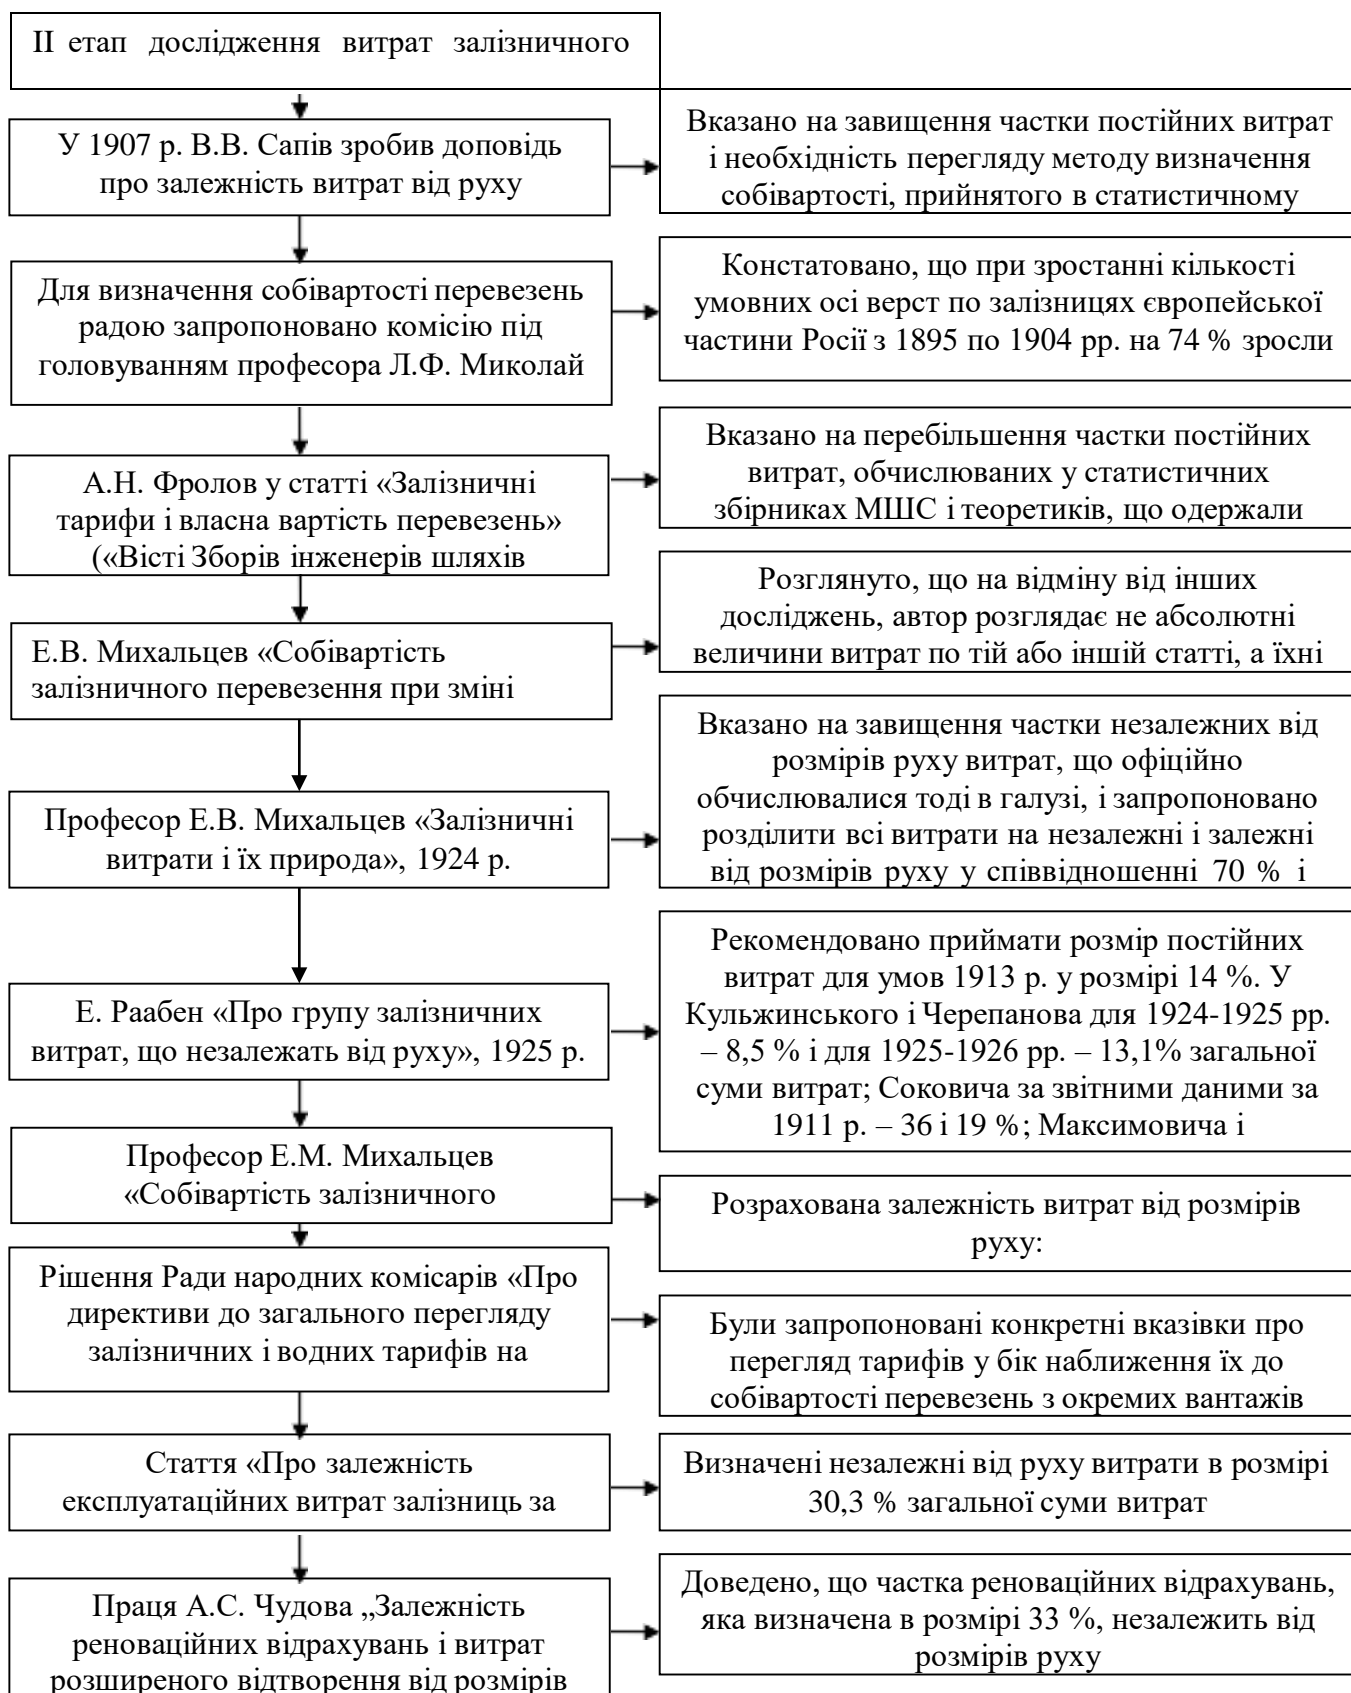 ІІ етап дослідження витрат залізничного
У 1907 р. В.В. Сапів зробив доповідь
про залежність витрат від руху
Вказано на завищення частки постійних витрат
і необхідність перегляду методу визначення
собівартості, прийнятого в статистичному
Для визначення собівартості перевезень
радою запропоновано комісію під
головуванням професора Л.Ф. Миколай
Констатовано, що при зростанні кількості
умовних осі верст по залізницях європейської
частини Росії з 1895 по 1904 рр. на 74 % зросли
А.Н. Фролов у статті «Залізничні
тарифи і власна вартість перевезень»
(«Вісті Зборів інженерів шляхів
Вказано на перебільшення частки постійних
витрат, обчислюваних у статистичних
збірниках МШС і теоретиків, що одержали
Е.В. Михальцев «Собівартість
залізничного перевезення при зміні
Розглянуто, що на відміну від інших
досліджень, автор розглядає не абсолютні
величини витрат по тій або іншій статті, а їхні
Професор Е.В. Михальцев «Залізничні
витрати і їх природа», 1924 р.
Вказано на завищення частки незалежних від
розмірів руху витрат, що офіційно
обчислювалися тоді в галузі, і запропоновано
розділити всі витрати на незалежні і залежні
від розмірів руху у співвідношенні 70 % і
Е. Раабен «Про групу залізничних
витрат, що незалежать від руху», 1925 р.
Рекомендовано приймати розмір постійних
витрат для умов 1913 р. у розмірі 14 %. У
Кульжинського і Черепанова для 1924-1925 рр.
– 8,5 % і для 1925-1926 рр. – 13,1% загальної
суми витрат; Соковича за звітними даними за
1911 р. – 36 і 19 %; Максимовича і
Професор Е.М. Михальцев
«Собівартість залізничного
Розрахована залежність витрат від розмірів
руху:
Рішення Ради народних комісарів «Про
директиви до загального перегляду
залізничних і водних тарифів на
Були запропоновані конкретні вказівки про
перегляд тарифів у бік наближення їх до
собівартості перевезень з окремих вантажів
Стаття «Про залежність
експлуатаційних витрат залізниць за
Визначені незалежні від руху витрати в розмірі
30,3 % загальної суми витрат
Праця А.С. Чудова „Залежність
реноваційних відрахувань і витрат
розширеного відтворення від розмірів
Доведено, що частка реноваційних відрахувань,
яка визначена в розмірі 33 %, незалежить від
розмірів руху